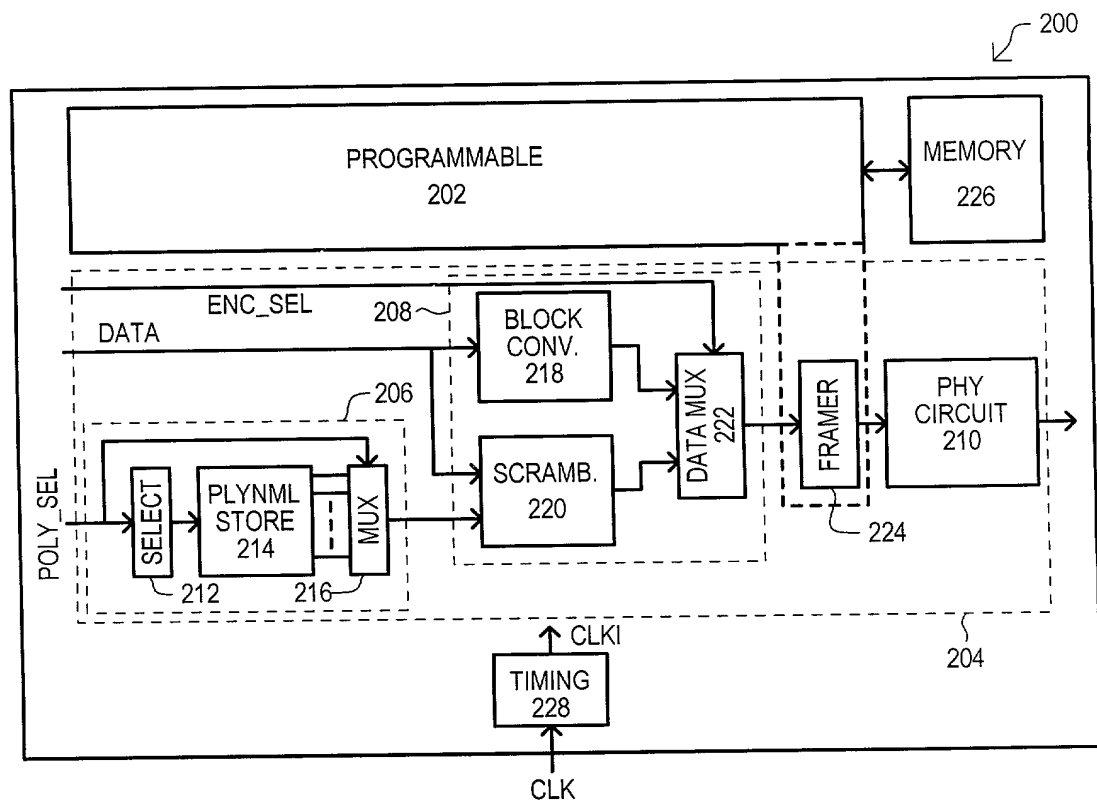 200
PROGRAMMABLE
202
MEMORY
226
ENC_SEL
208
DATA
BLOCK
CONV.
218
206
DATA MUX
222
FRAMER
PHY
CIRCUIT
210
POLY_SEL
SELECT
PLYNML
STORE
214
MUX
SCRAMB.
220
224
212
216
CLKI
204
TIMING
228
CLK